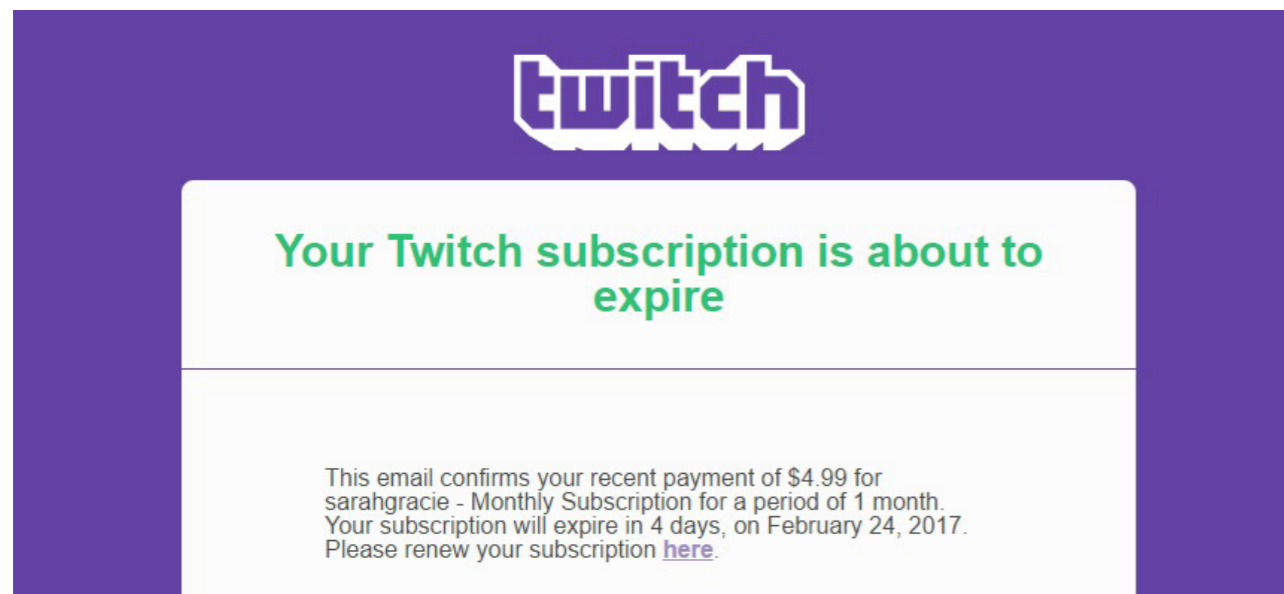 twitch
Your Twitch subscription is about to
expire
This email confirms your recent payment of $4.99 for
sarahgracie - Monthly Subscription for a period of 1 month.
Your subscription will expire in 4 days, on February 24, 2017.
Please renew your subscription here.